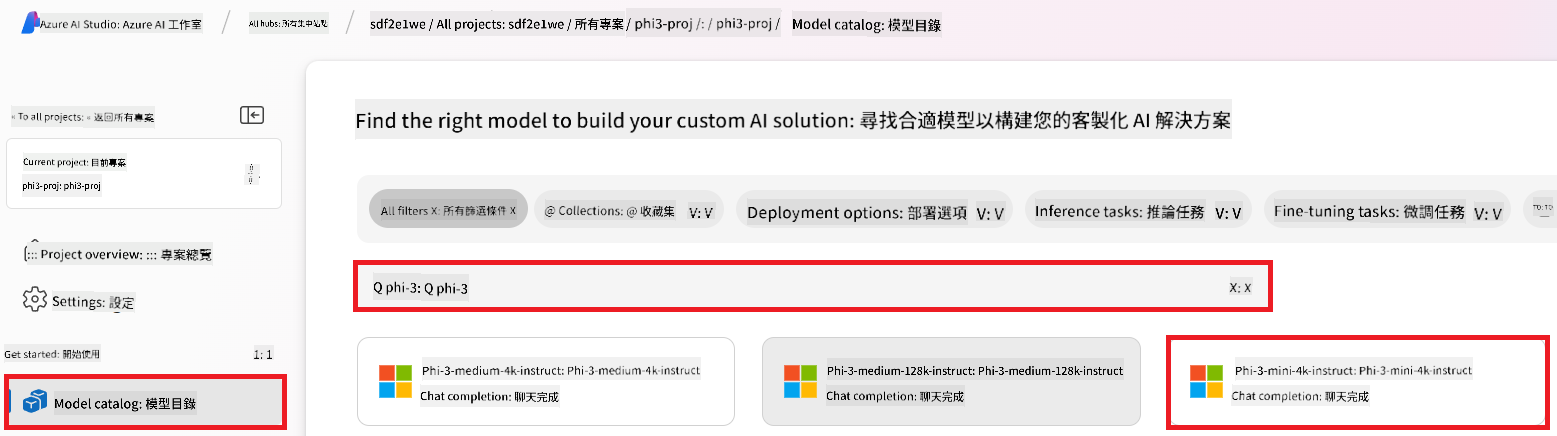 Azure AI Studio: Azure AI 工作室 / All hubs: 所有集中站點 / sdf2e1we / All projects: sdf2e1we / 所有專案 / phi3-proj /: / phi3-proj / Model catalog: 模型目錄
« To all projects: « 返回所有專案
Current project: 目前專案
phi3-proj: phi3-proj
::: Project overview: ::: 專案總覽
Settings: 設定
Get started: 開始使用 1: 1
Model catalog: 模型目錄
Find the right model to build your custom AI solution: 尋找合適模型以構建您的客製化 AI 解決方案
All filters X: 所有篩選條件 X
@ Collections: @ 收藏集 V: V
Deployment options: 部署選項 V: V
Inference tasks: 推論任務 V: V
Fine-tuning tasks: 微調任務 V: V
TO: TO
Q phi-3: Q phi-3 X: X
Phi-3-medium-4k-instruct: Phi-3-medium-4k-instruct
Chat completion: 聊天完成
Phi-3-medium-128k-instruct: Phi-3-medium-128k-instruct
Chat completion: 聊天完成
Phi-3-mini-4k-instruct: Phi-3-mini-4k-instruct
Chat completion: 聊天完成